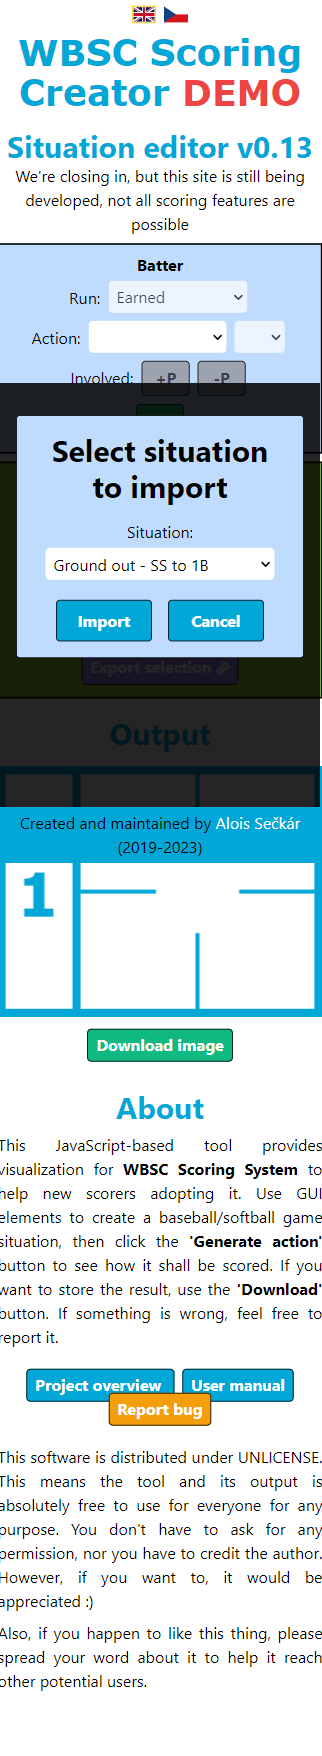 WBSC Scoring
Creator DEMO
Situation editor v0.13
We're closing in, but this site is still being
developed, not all scoring features are
possible
Batter
Run: Earned
Action:
Involved: +P -P
Select situation
to import
Situation:
Ground out - SS to 1B
Import Cancel
Export selection
Output
Created and maintained by Alois Sečkár
(2019-2023)
1
Download image
About
This JavaScript-based tool provides
visualization for WBSC Scoring System to
help new scorers adopting it. Use GUI
elements to create a baseball/softball game
situation, then click the 'Generate action'
button to see how it shall be scored. If you
want to store the result, use the 'Download'
button. If something is wrong, feel free to
report it.
Project overview User manual
Report bug
This software is distributed under UNLICENSE.
This means the tool and its output is
absolutely free to use for everyone for any
purpose. You don't have to ask for any
permission, nor you have to credit the author.
However, if you want to, it would be
appreciated :)
Also, if you happen to like this thing, please
spread your word about it to help it reach
other potential users.